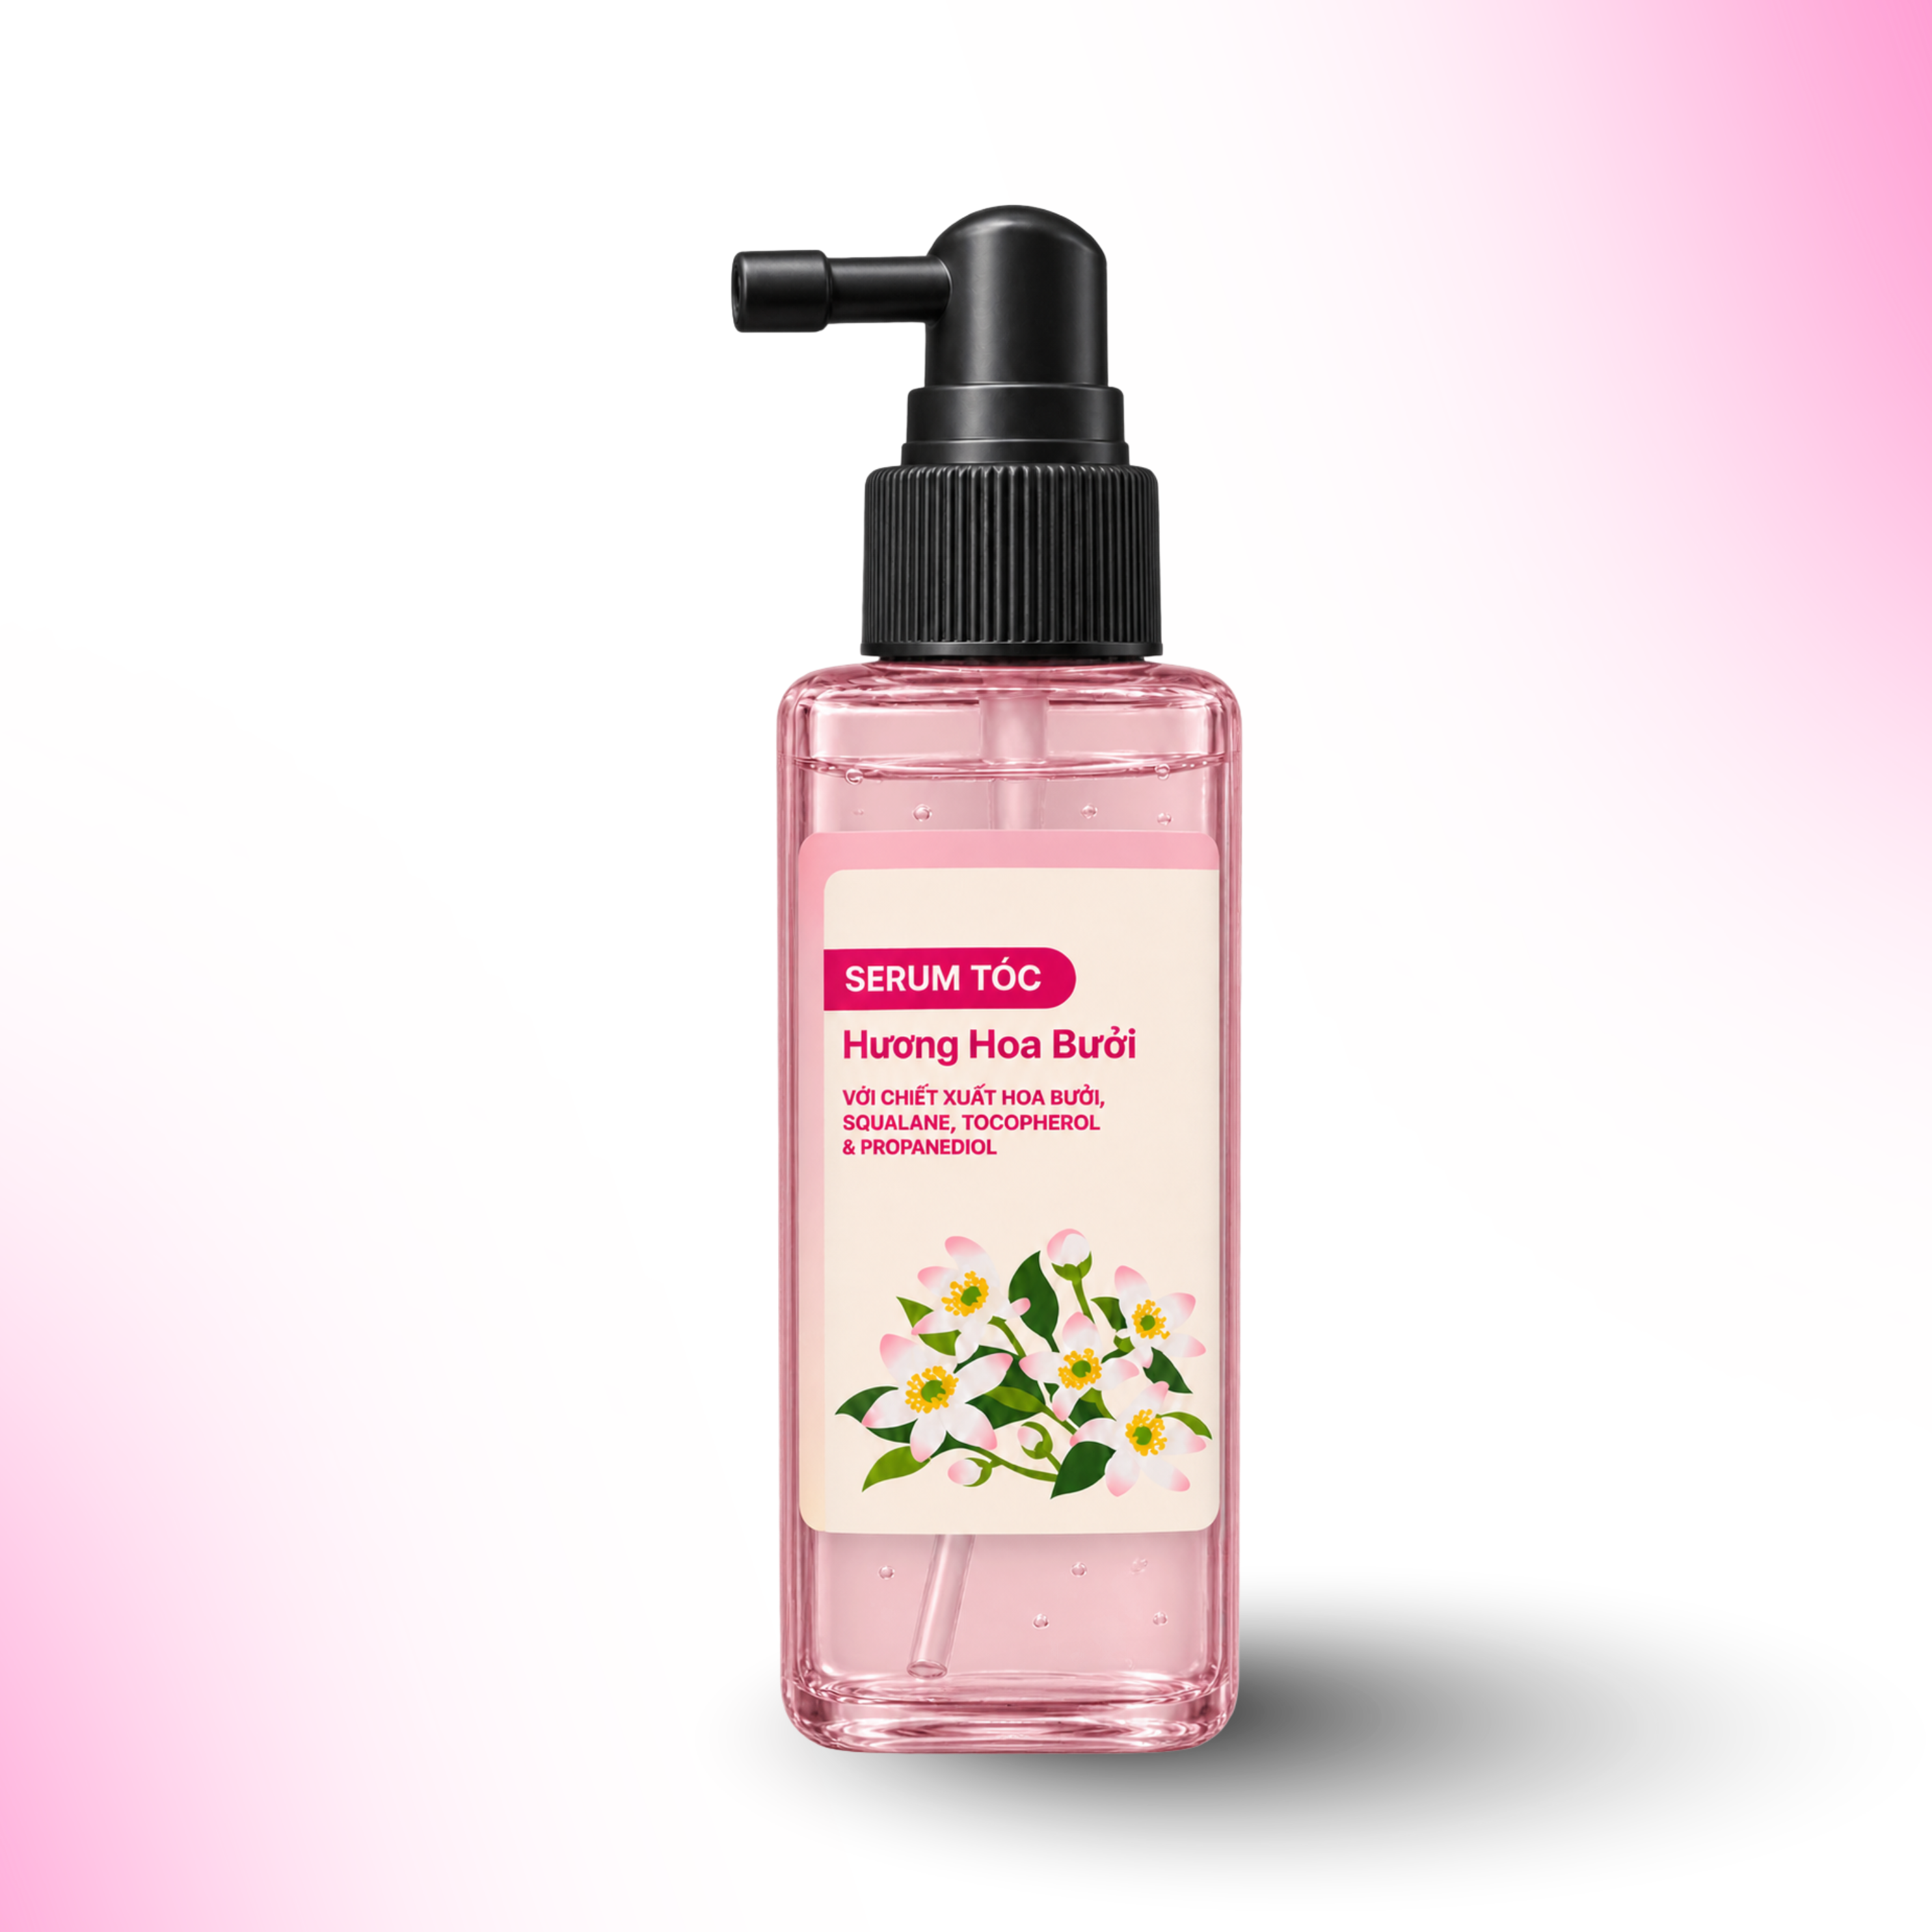 SERUM TÓC
Hương Hoa Bưởi
VỚI CHIẾT XUẤT HOA BƯỞI,
SQUALANE, TOCOPHEROL
& PROPANEDIOL